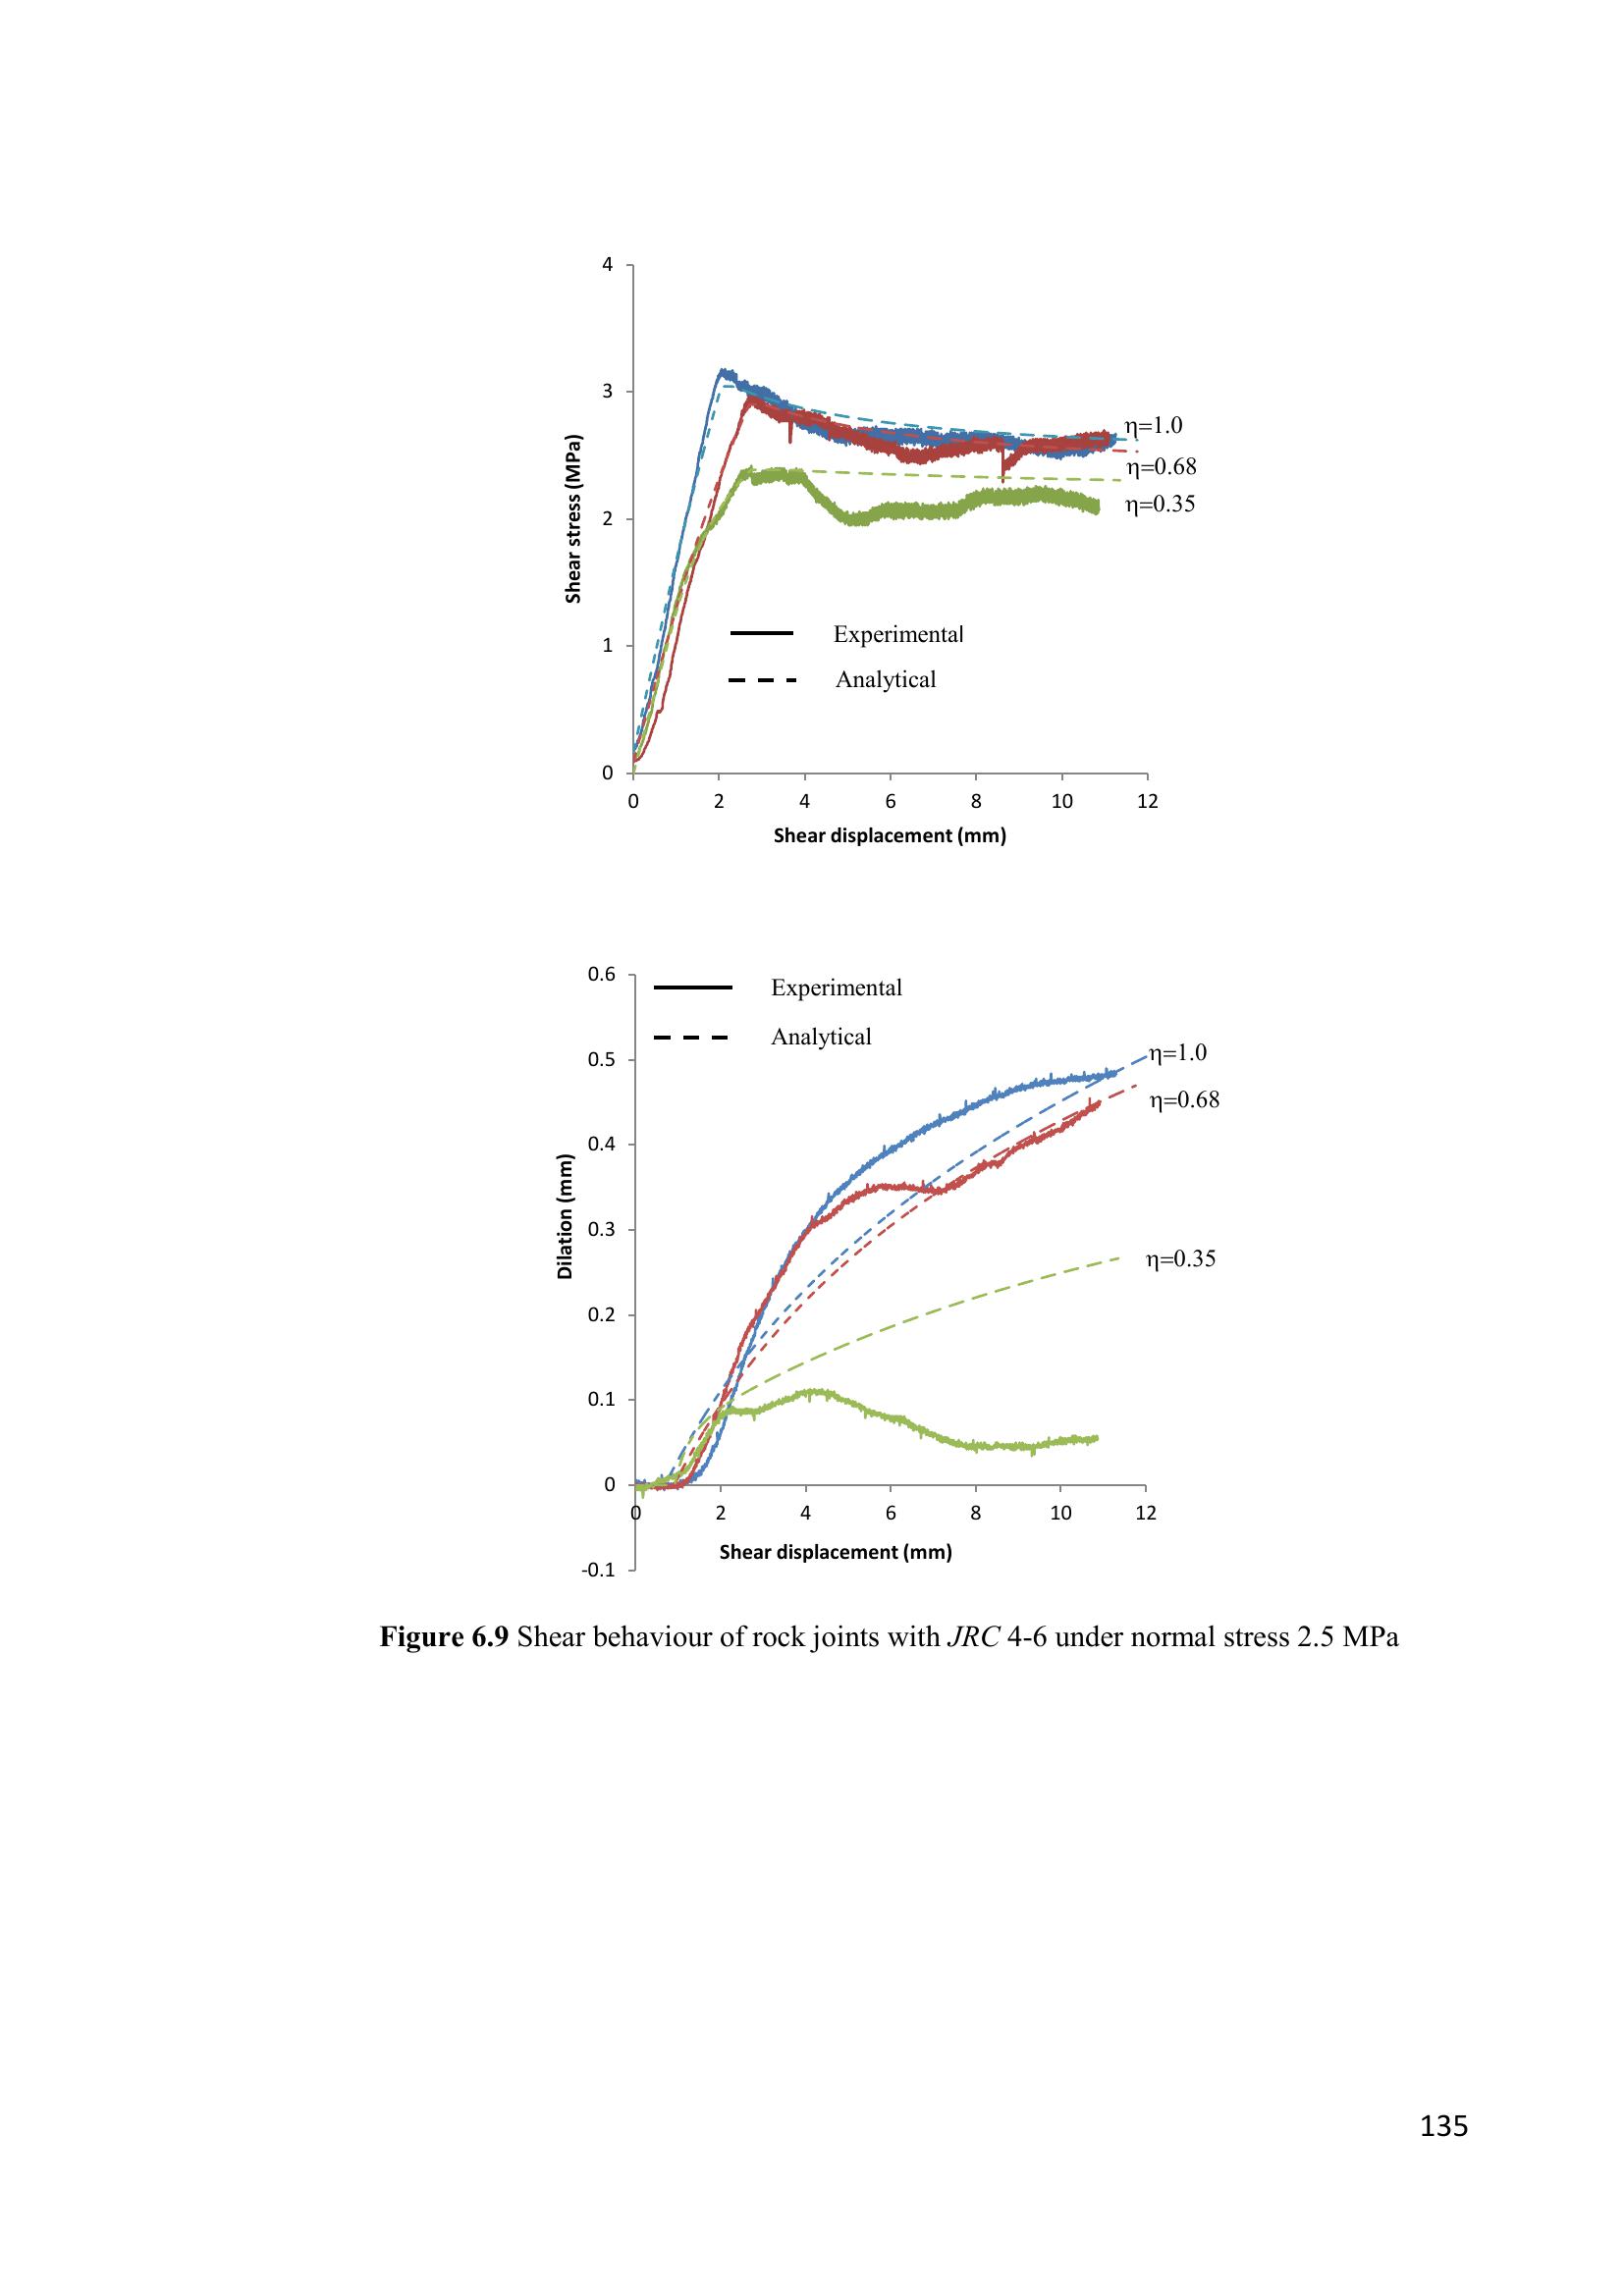 4
3
2
1
0
Shear stress (MPa)
η=1.0
η=0.68
η=0.35
Experimental
Analytical
0 2 4 6 8 10 12
Shear displacement (mm)
0.6
0.5
0.4
0.3
0.2
0.1
0
-0.1
Dilation (mm)
Experimental
Analytical
η=1.0
η=0.68
η=0.35
0 2 4 6 8 10 12
Shear displacement (mm)
Figure 6.9 Shear behaviour of rock joints with JRC 4-6 under normal stress 2.5 MPa
135